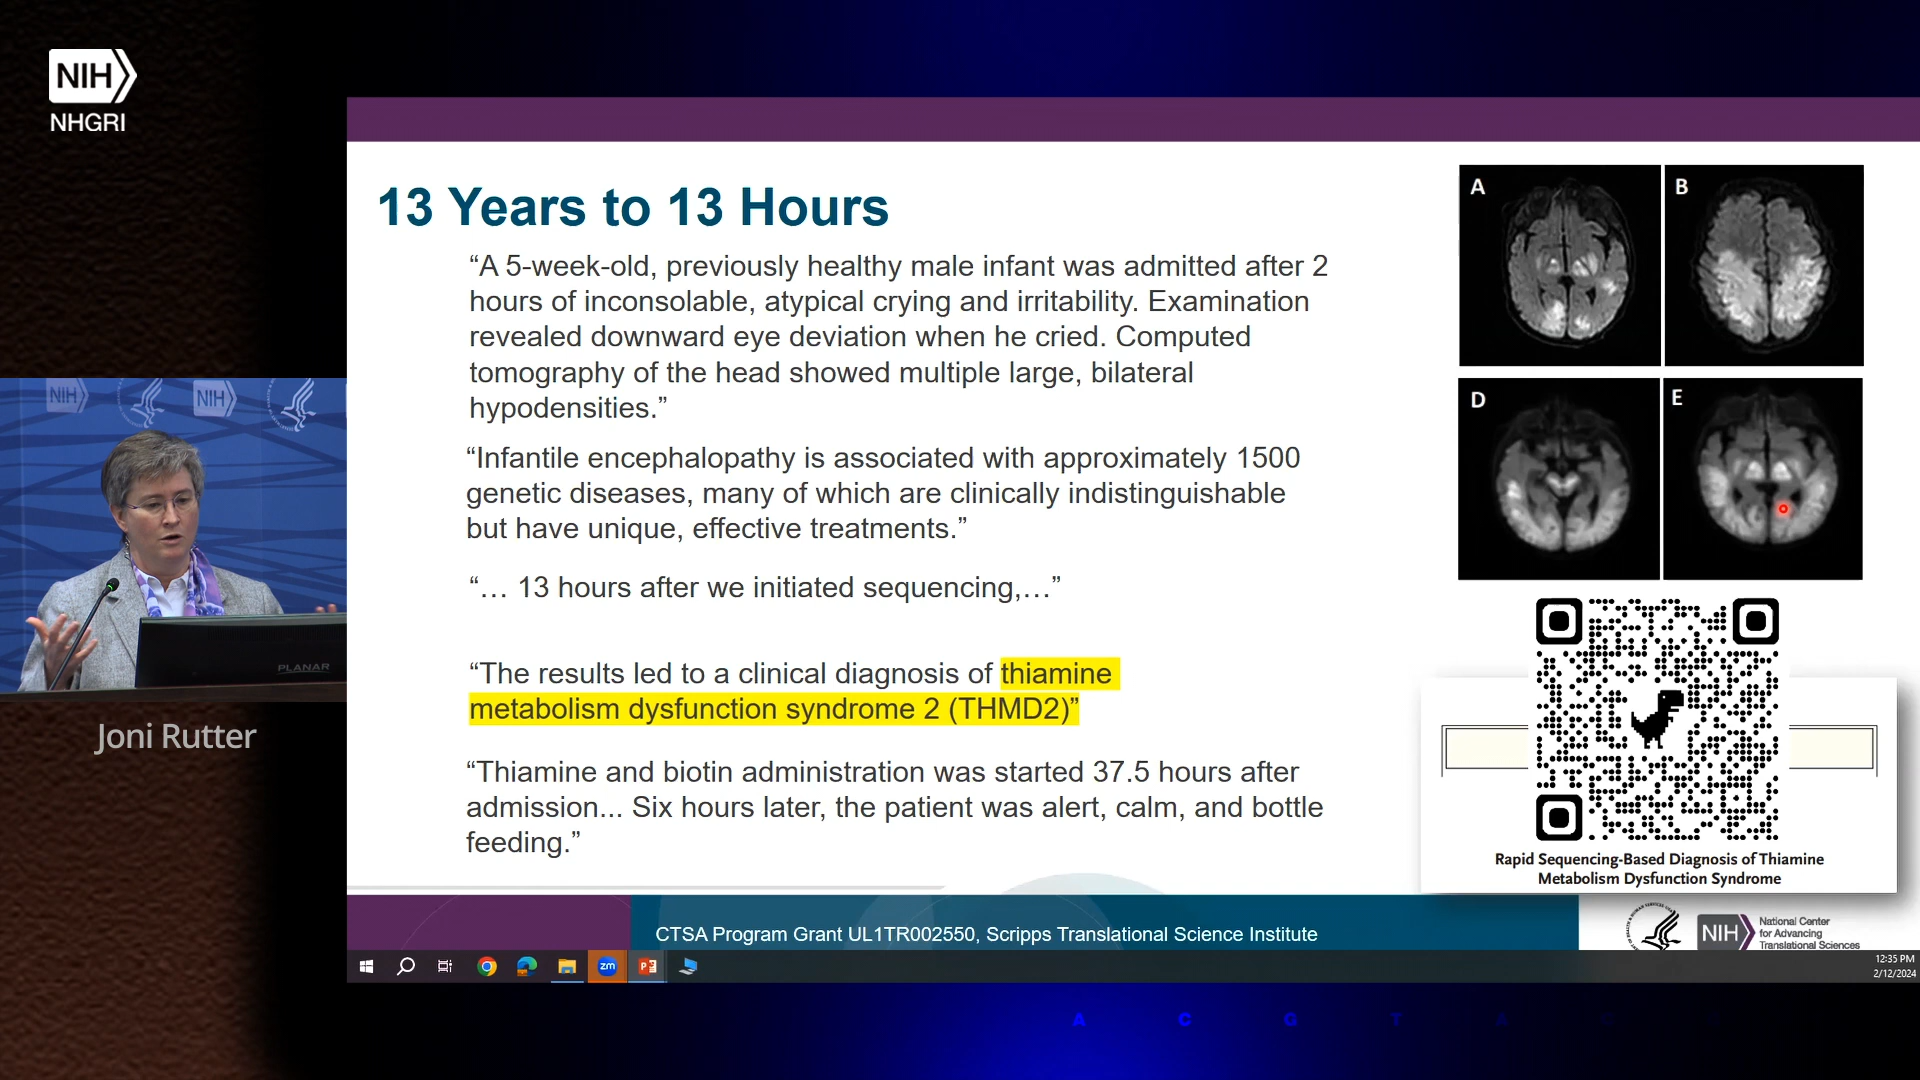 NIH
NHGRI
13 Years to 13 Hours
“A 5-week-old, previously healthy male infant was admitted after 2
hours of inconsolable, atypical crying and irritability. Examination
revealed downward eye deviation when he cried. Computed
tomography of the head showed multiple large, bilateral
hypodensities.”
“Infantile encephalopathy is associated with approximately 1500
genetic diseases, many of which are clinically indistinguishable
but have unique, effective treatments.”
“… 13 hours after we initiated sequencing,…”
“The results led to a clinical diagnosis of thiamine
metabolism dysfunction syndrome 2 (THMD2)”
“Thiamine and biotin administration was started 37.5 hours after
admission... Six hours later, the patient was alert, calm, and bottle
feeding.”
A
B
D
E
Rapid Sequencing-Based Diagnosis of Thiamine
Metabolism Dysfunction Syndrome
CTSA Program Grant UL1TR002550, Scripps Translational Science Institute
NIH
National Center
for Advancing
Translational Sciences
zm
12:35 PM
2/12/2024
NIH
NIH
PLANAR
Joni Rutter
A C G T A